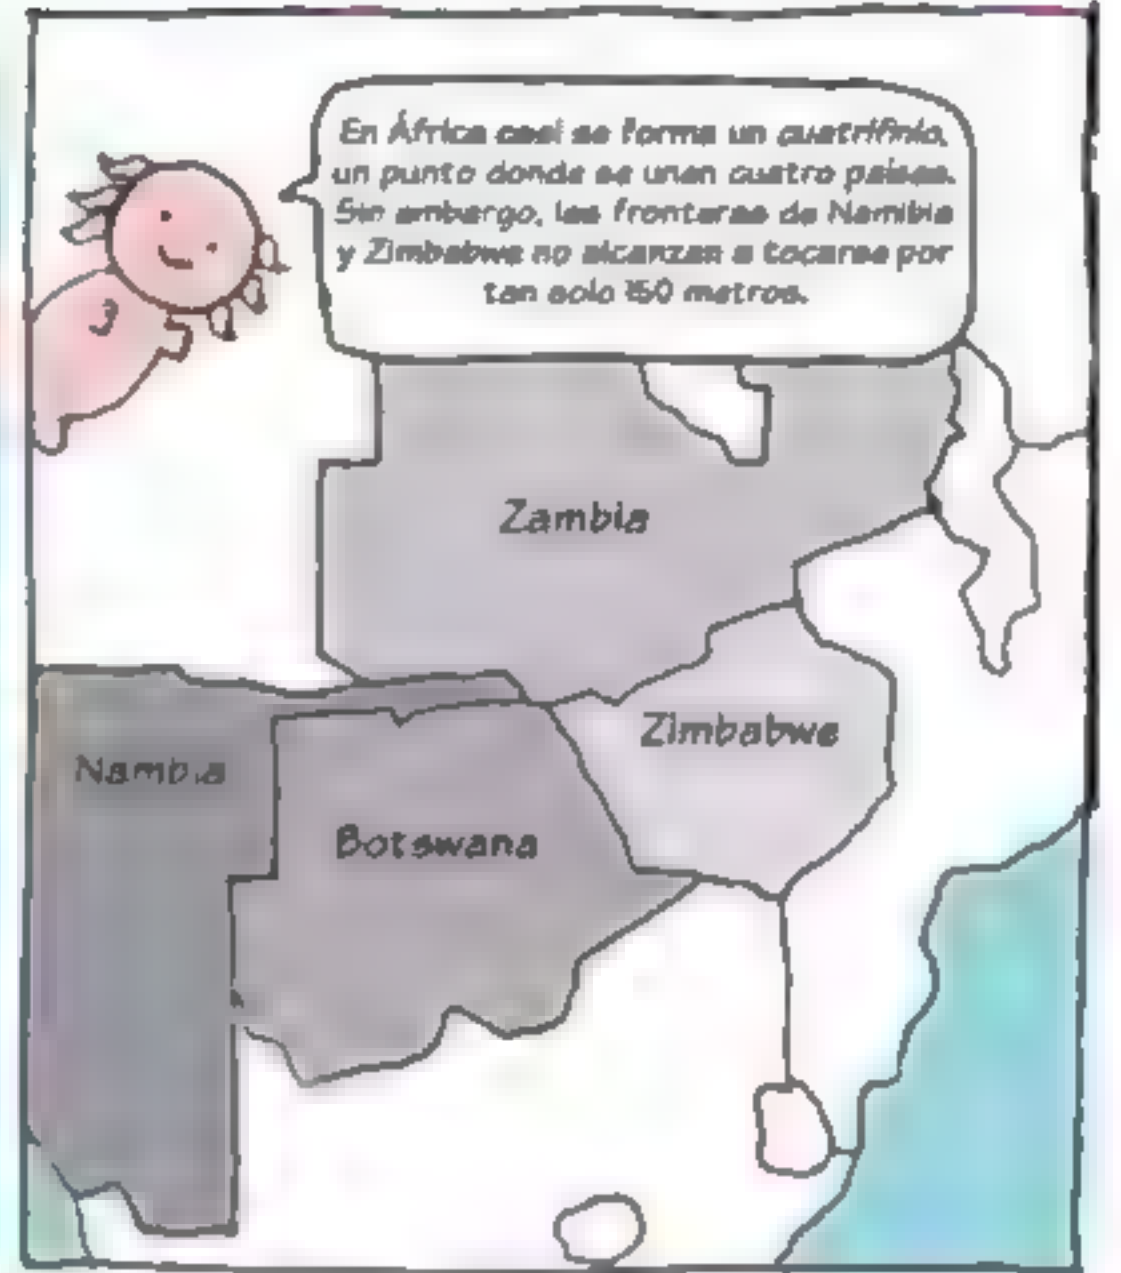 En África casi se forma un cuatrifinio,
un punto donde se unen cuatro países.
Sin embargo, las fronteras de Namibia
y Zimbabwe no alcanzan a tocarse por
tan solo 150 metros.
Zambia
Zimbabwe
Nambia
Botswana